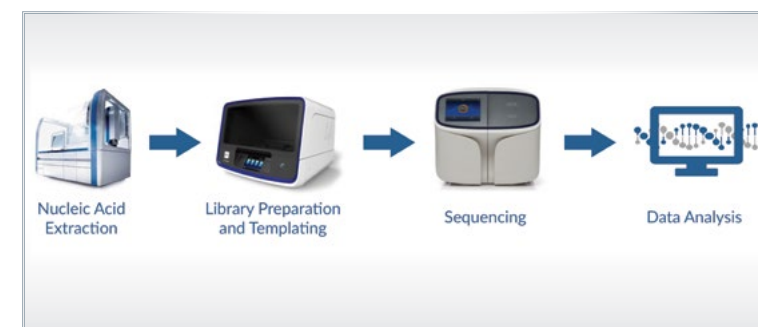 Nucleic Acid
Extraction
Library Preparation
and Templating
Sequencing
Data Analysis